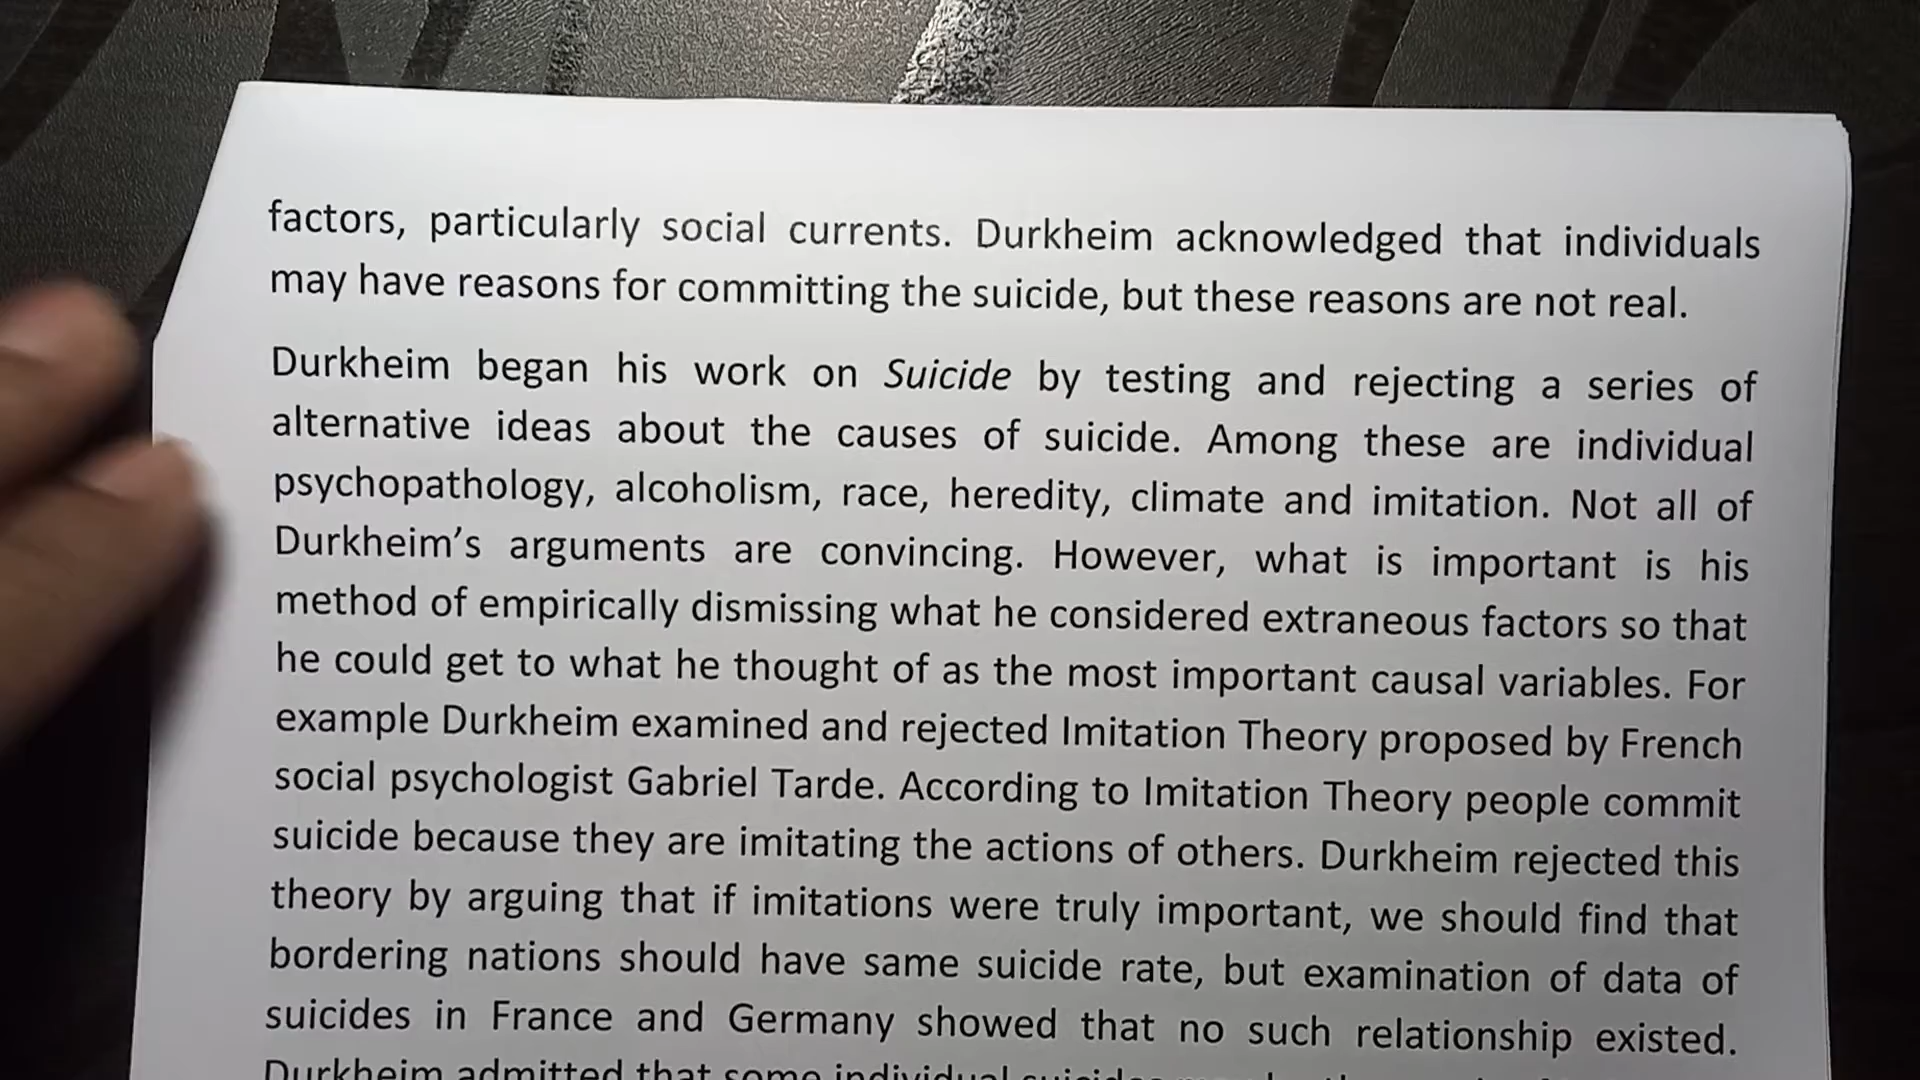 factors, particularly social currents. Durkheim acknowledged that individuals
may have reasons for committing the suicide, but these reasons are not real.
Durkheim began his work on Suicide by testing and rejecting a series of
alternative ideas about the causes of suicide. Among these are individual
psychopathology, alcoholism, race, heredity, climate and imitation. Not all of
Durkheim’s arguments are convincing. However, what is important is his
method of empirically dismissing what he considered extraneous factors so that
he could get to what he thought of as the most important causal variables. For
example Durkheim examined and rejected Imitation Theory proposed by French
social psychologist Gabriel Tarde. According to Imitation Theory people commit
suicide because they are imitating the actions of others. Durkheim rejected this
theory by arguing that if imitations were truly important, we should find that
bordering nations should have same suicide rate, but examination of data of
suicides in France and Germany showed that no such relationship existed.
Durkheim admitted that some individual suicides